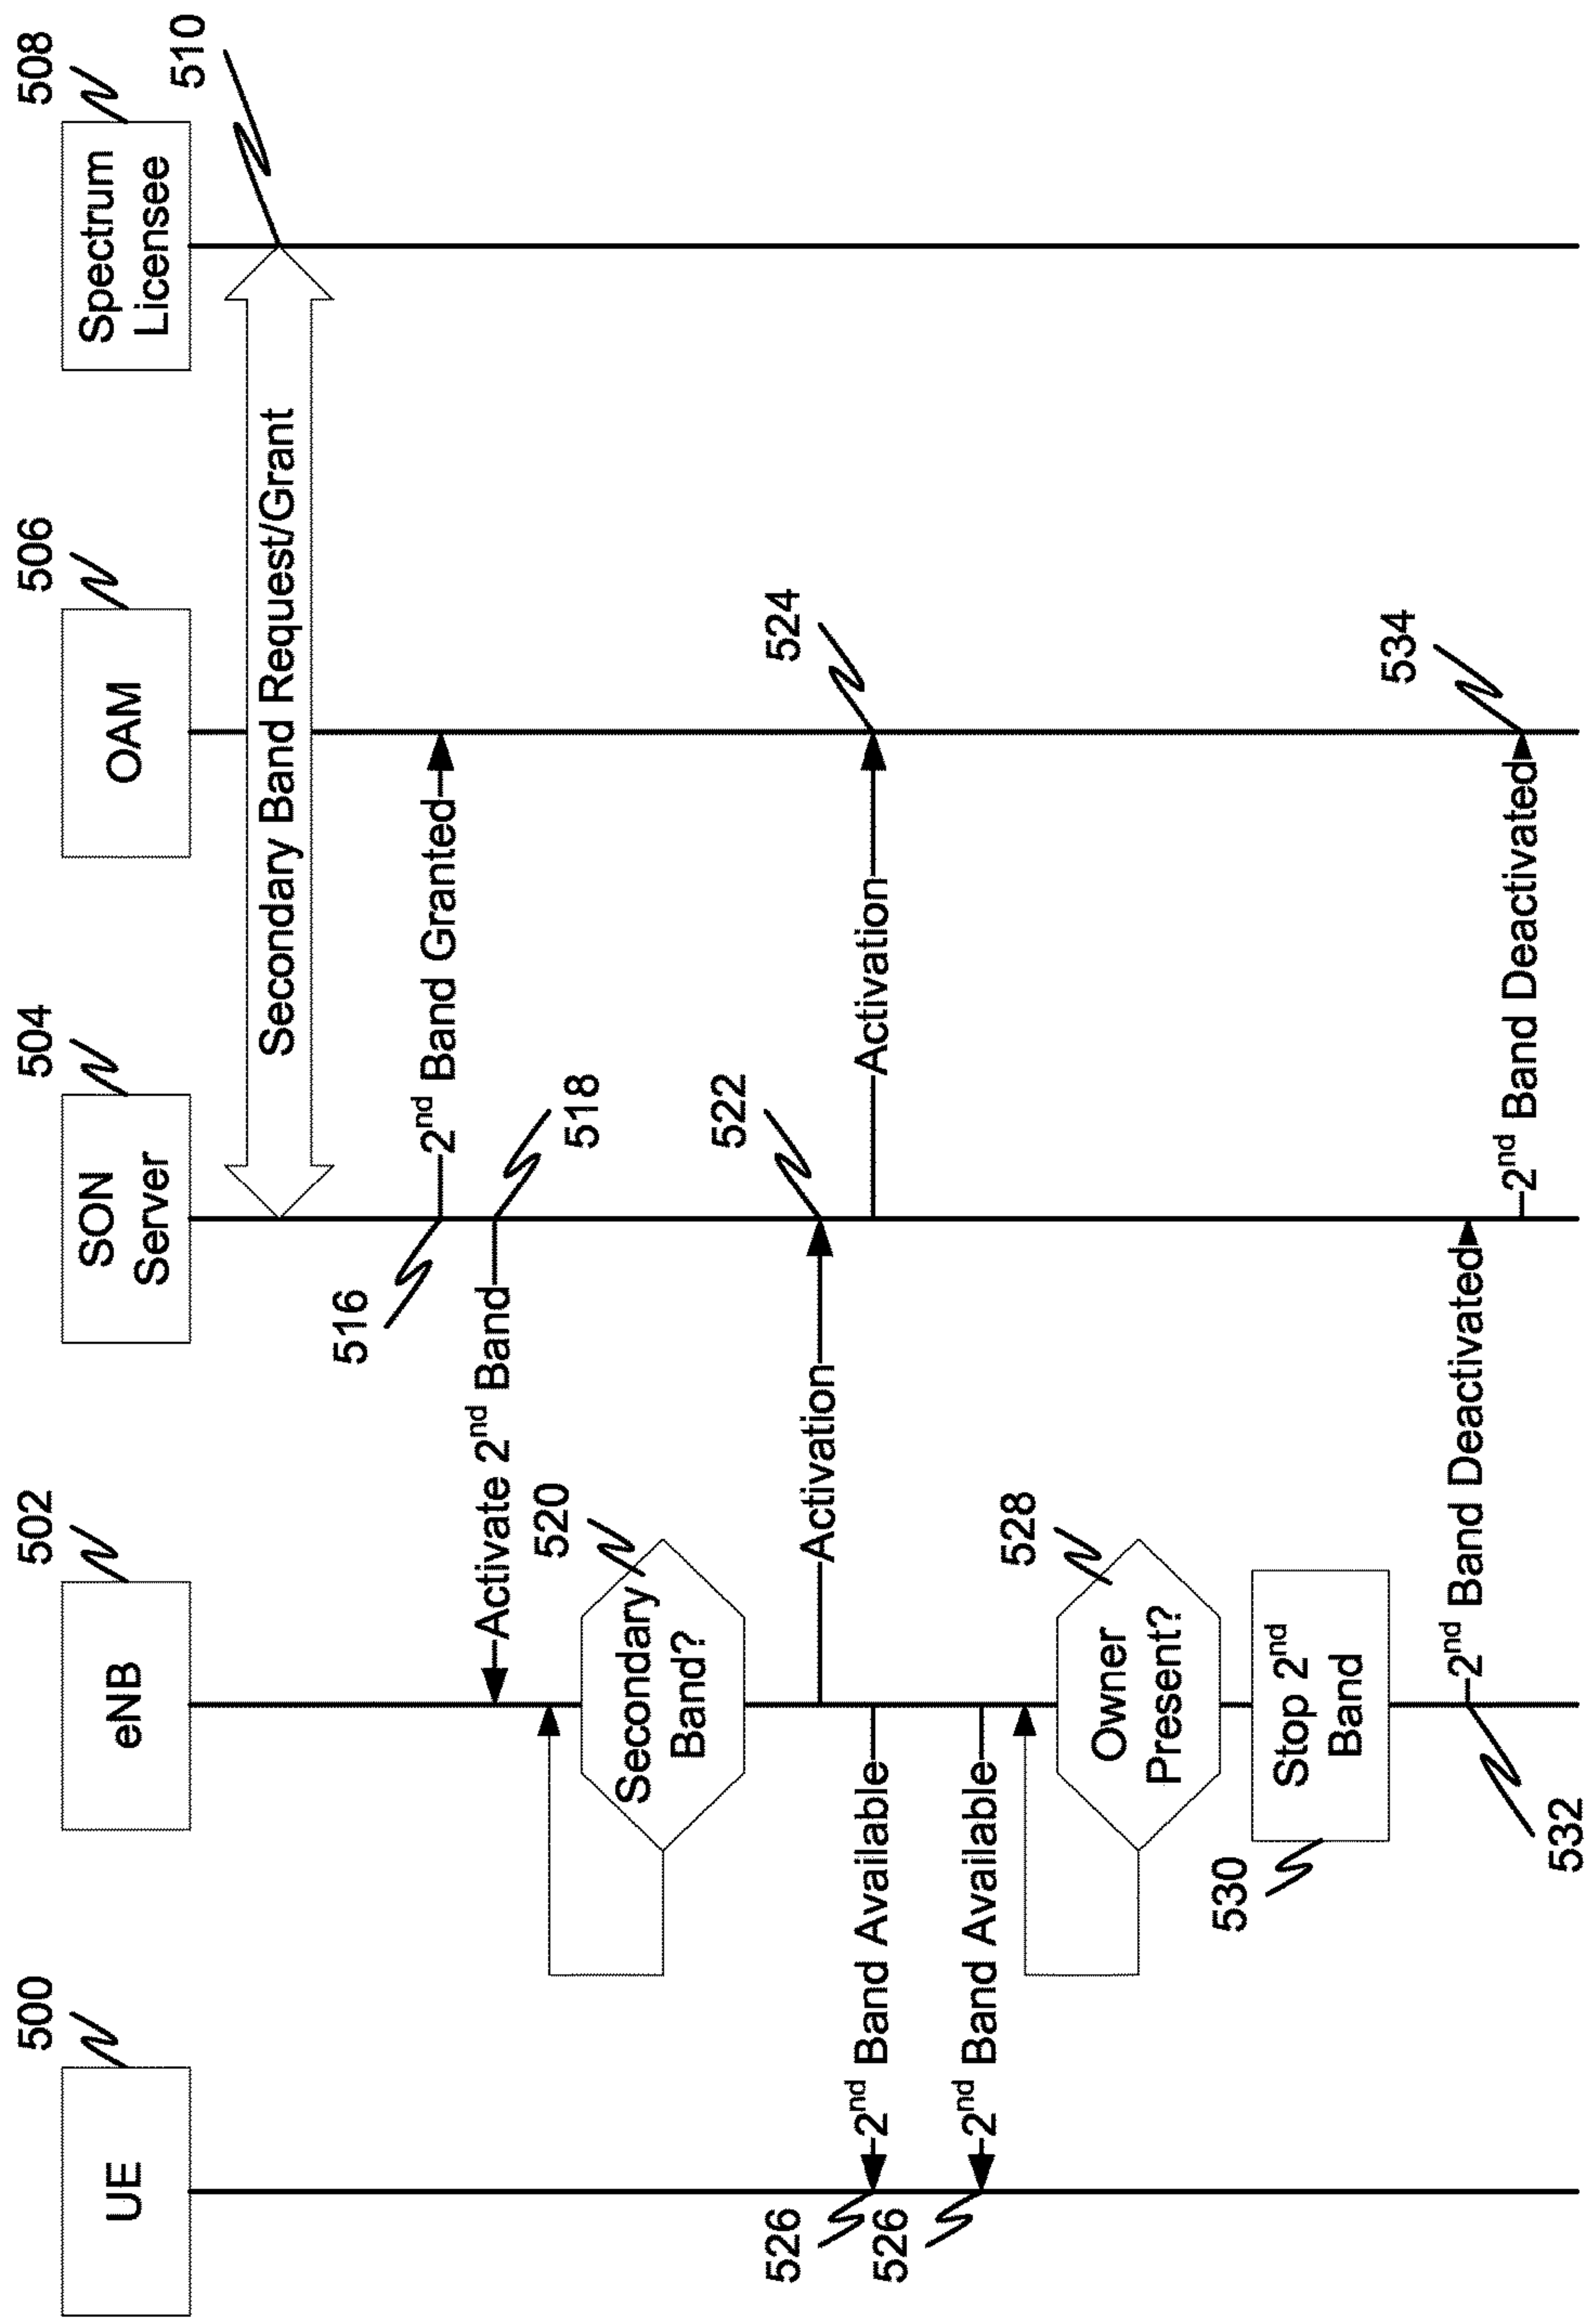 500
502
504
506
508
UE
eNB
SON
Server
OAM
Spectrum
Licensee
510
Secondary Band Request/Grant
516
2nd Band Granted
Activate 2nd Band
518
520
Secondary
Band?
Activation
522
524
526
2nd Band Available
Activation
526
2nd Band Available
528
Owner
Present?
530
Stop 2nd
Band
532
2nd Band Deactivated
534
2nd Band Deactivated